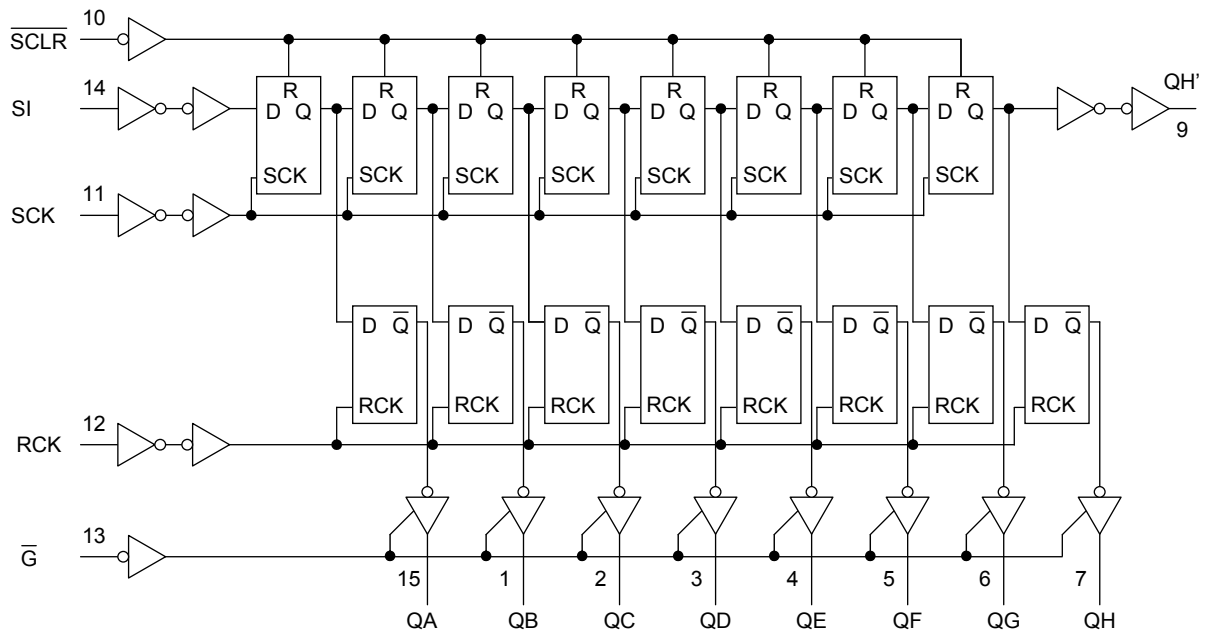 SCLR
10
SI
14
SCK
11
R
D Q
SCK
R
D Q
SCK
R
D Q
SCK
R
D Q
SCK
R
D Q
SCK
R
D Q
SCK
R
D Q
SCK
R
D Q
SCK
QH’
9
D Q
RCK
D Q
RCK
D Q
RCK
D Q
RCK
D Q
RCK
D Q
RCK
D Q
RCK
D Q
RCK
RCK
12
G
13
15
1
2
3
4
5
6
7
QA
QB
QC
QD
QE
QF
QG
QH